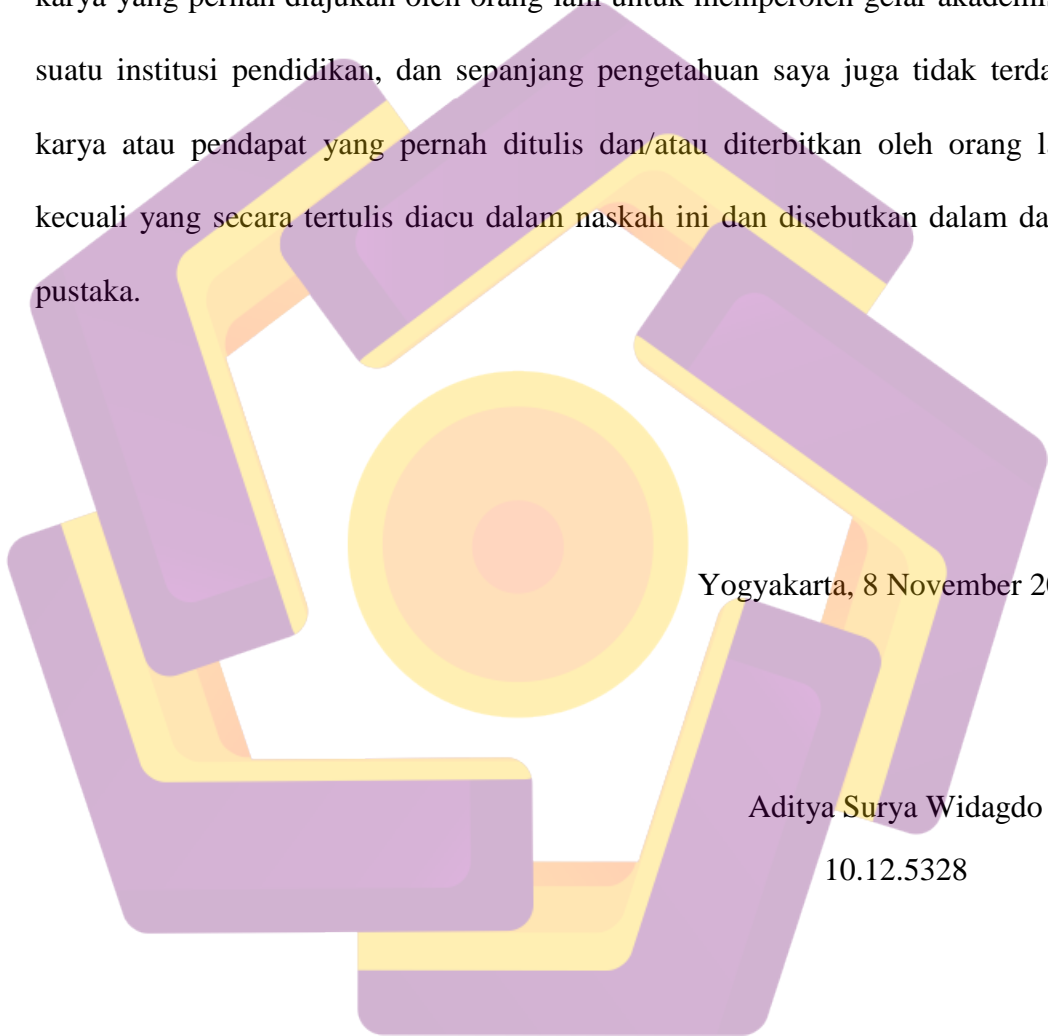 karya yang pernah diajukan oleh orang lain untuk memperoleh gelar akademi
suatu institusi pendidikan, dan sepanjang pengetahuan saya juga tidak terda
karya atau pendapat yang pernah ditulis dan/atau diterbitkan oleh orang l
kecuali yang secara tertulis diacu dalam naskah ini dan disebutkan dalam da
pustaka.
Yogyakarta, 8 November 20
Aditya Surya Widagdo
10.12.5328